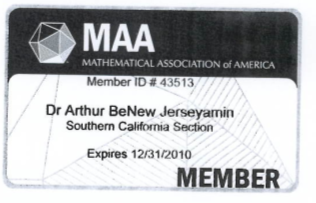 MAA
MATHEMATICAL ASSOCIATION of AMERICA
Member ID # 43513
Dr Arthur BeNew Jerseyamin
Southern California Section
Expires 12/31/2010
MEMBER